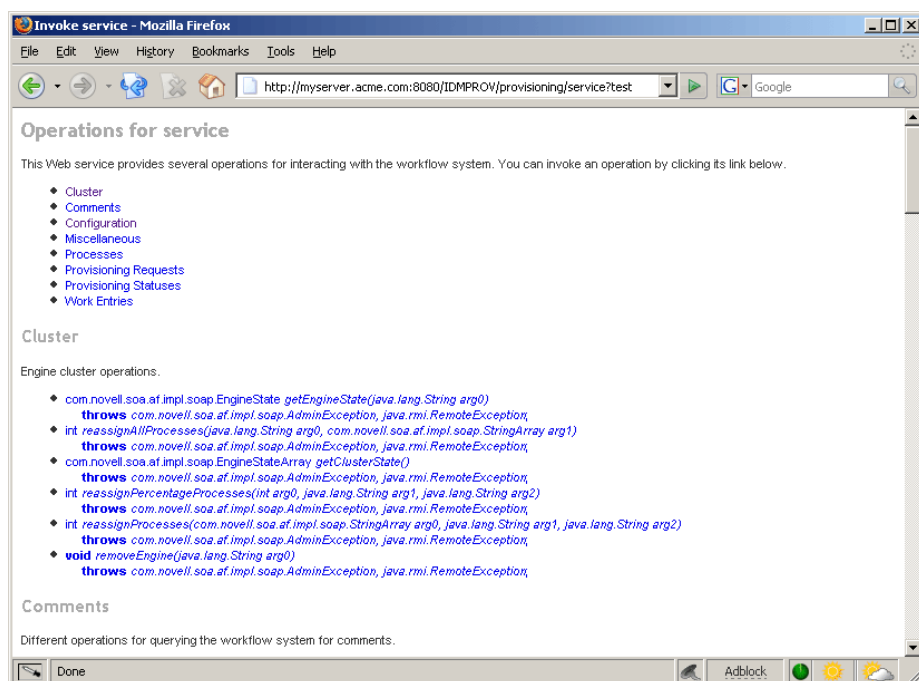 Invoke service - Mozilla Firefox
File Edit View History Bookmarks Tools Help
http://myserver.acme.com:8080/IDMPROV/provisioning/service?test
G Google
Operations for service
This Web service provides several operations for interacting with the workflow system. You can invoke an operation by clicking its link below.
Cluster
Comments
Configuration
Miscellaneous
Processes
Provisioning Requests
Provisioning Statuses
Work Entries
Cluster
Engine cluster operations.
com.novell.soa.af.impl.soap.EngineState getEngineState(java.lang.String arg0)
throws com.novell.soa.af.impl.soap.AdminException, java.rmi.RemoteException;
int reassignAllProcesses(java.lang.String arg0, com.novell.soa.af.impl.soap.StringArray arg1)
throws com.novell.soa.af.impl.soap.AdminException, java.rmi.RemoteException;
com.novell.soa.af.impl.soap.EngineStateArray getClusterState()
throws com.novell.soa.af.impl.soap.AdminException, java.rmi.RemoteException;
int reassignPercentageProcesses(int arg0, java.lang.String arg1, java.lang.String arg2)
throws com.novell.soa.af.impl.soap.AdminException, java.rmi.RemoteException;
int reassignProcesses(com.novell.soa.af.impl.soap.StringArray arg0, java.lang.String arg1, java.lang.String arg2)
throws com.novell.soa.af.impl.soap.AdminException, java.rmi.RemoteException;
void removeEngine(java.lang.String arg0)
throws com.novell.soa.af.impl.soap.AdminException, java.rmi.RemoteException;
Comments
Different operations for querying the workflow system for comments.
Done Adblock